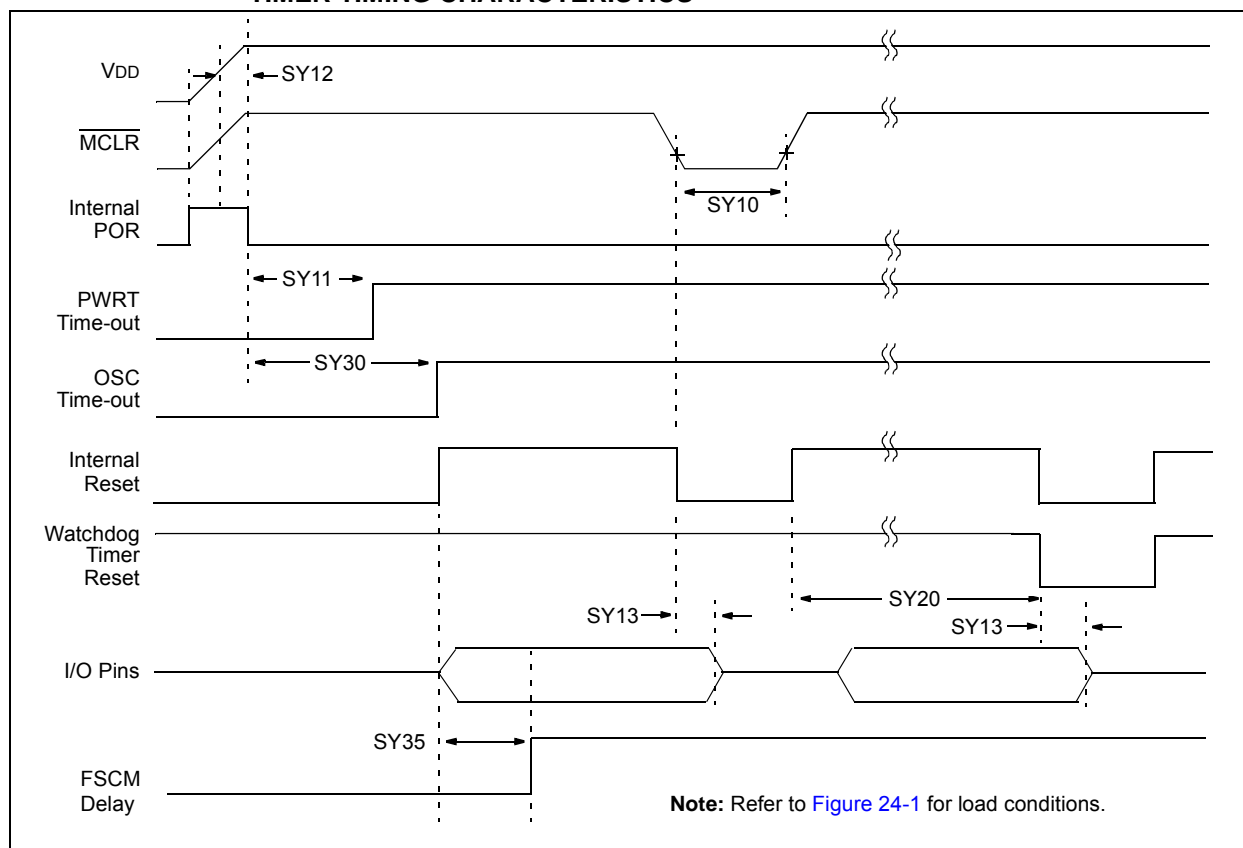 TIMER TIMING CHARACTERISTICS
VDD
SY12
MCLR
SY10
Internal
POR
SY11
PWRT
Time-out
SY30
OSC
Time-out
Internal
Reset
Watchdog
Timer
Reset
SY20
SY13
SY13
I/O Pins
SY35
FSCM
Delay
Note: Refer to Figure 24-1 for load conditions.